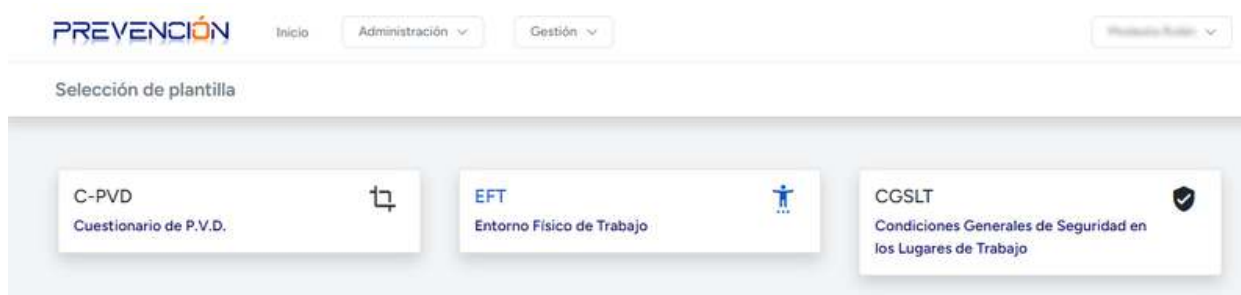 PREVENCIÓN Inicio Administración Gestión
Selección de plantilla
C-PVD
Cuestionario de P.V.D.
EFT
Entorno Físico de Trabajo
CGSLT
Condiciones Generales de Seguridad en
los Lugares de Trabajo